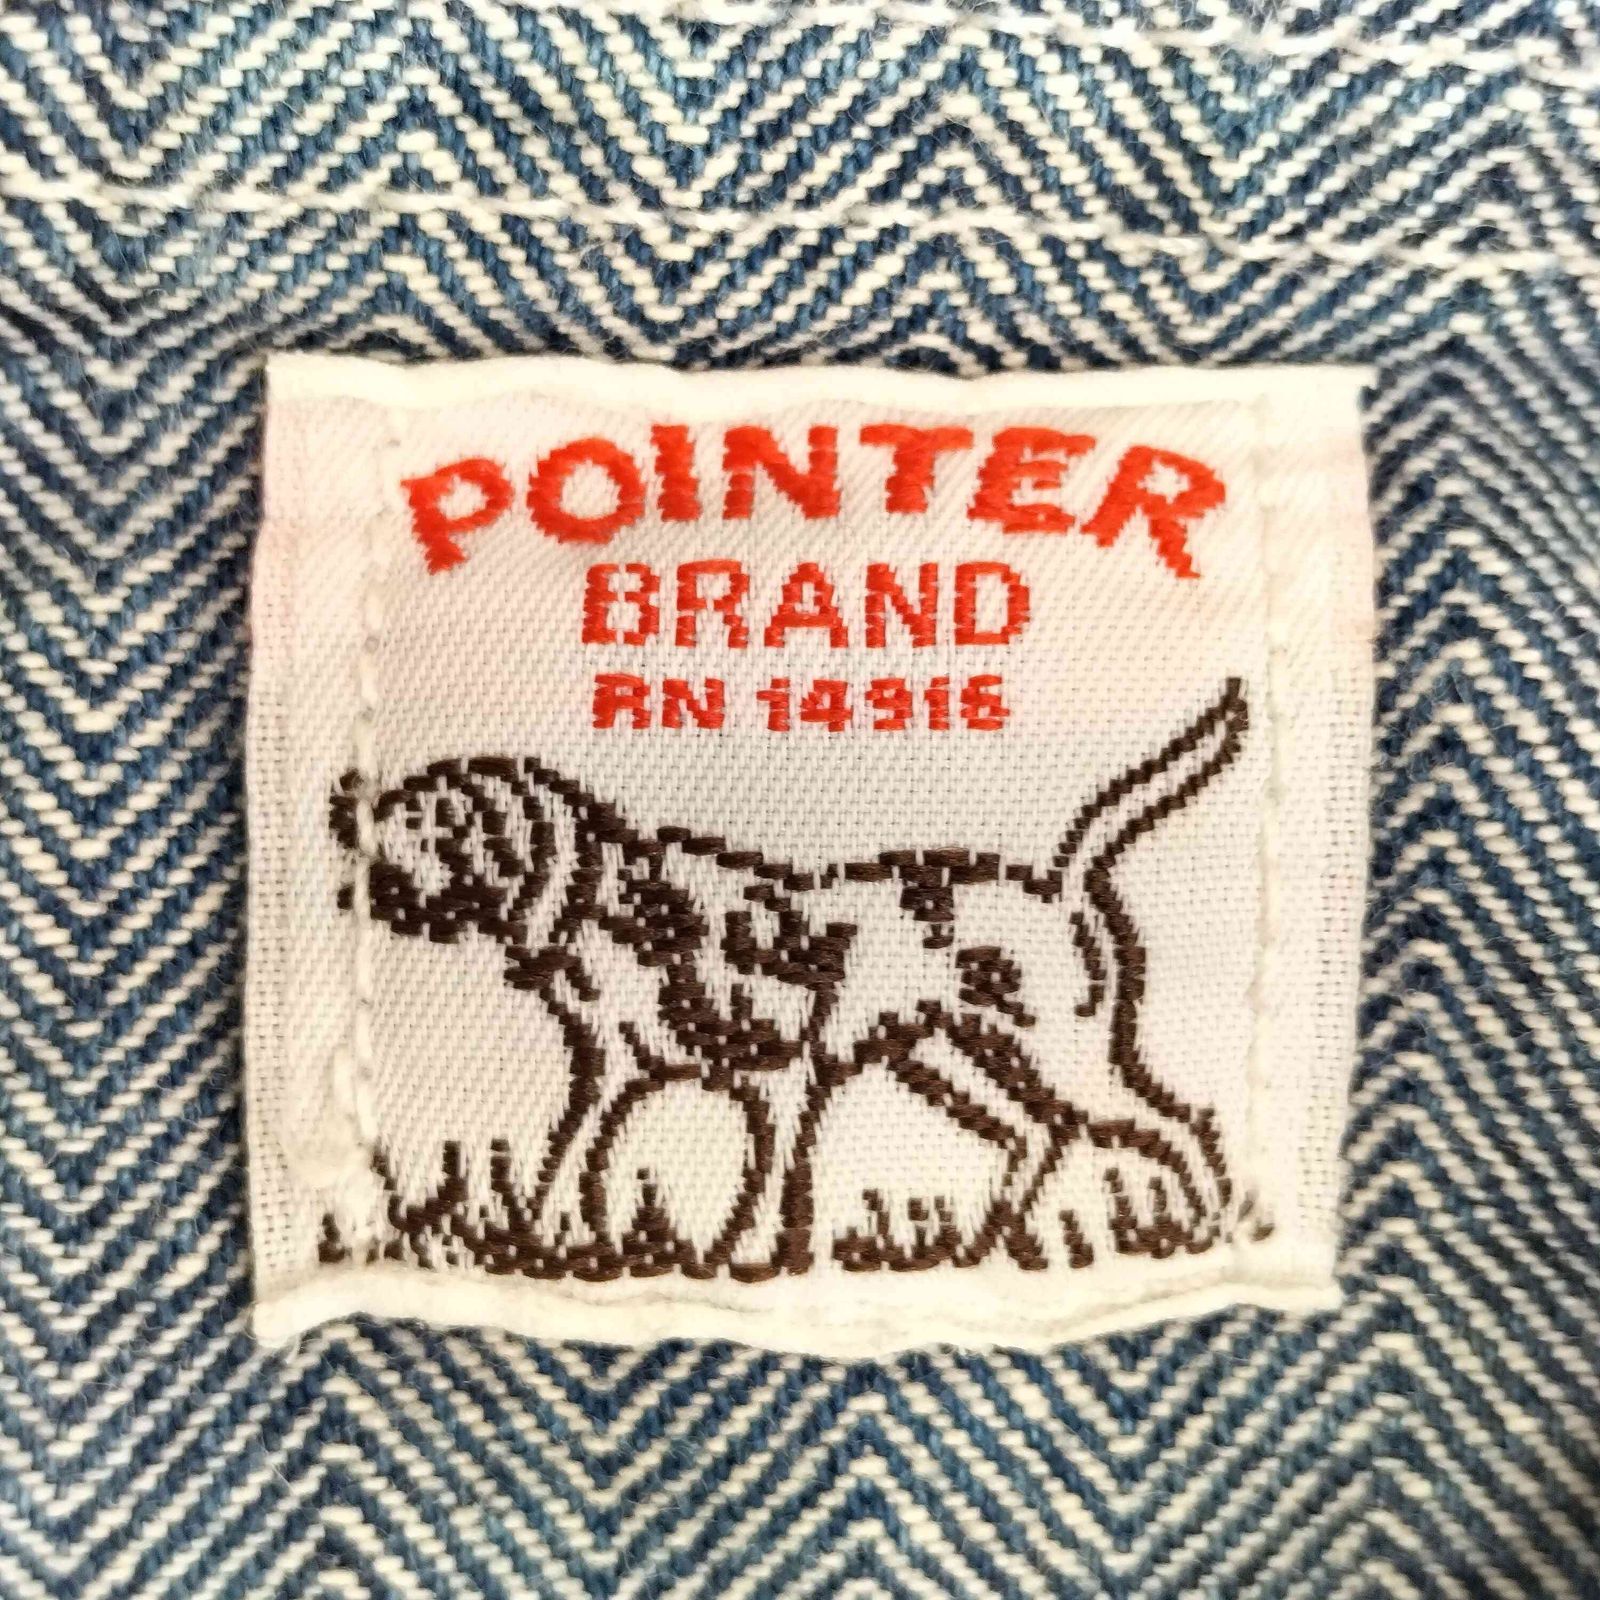 POINTER
BRAND
RN 14916